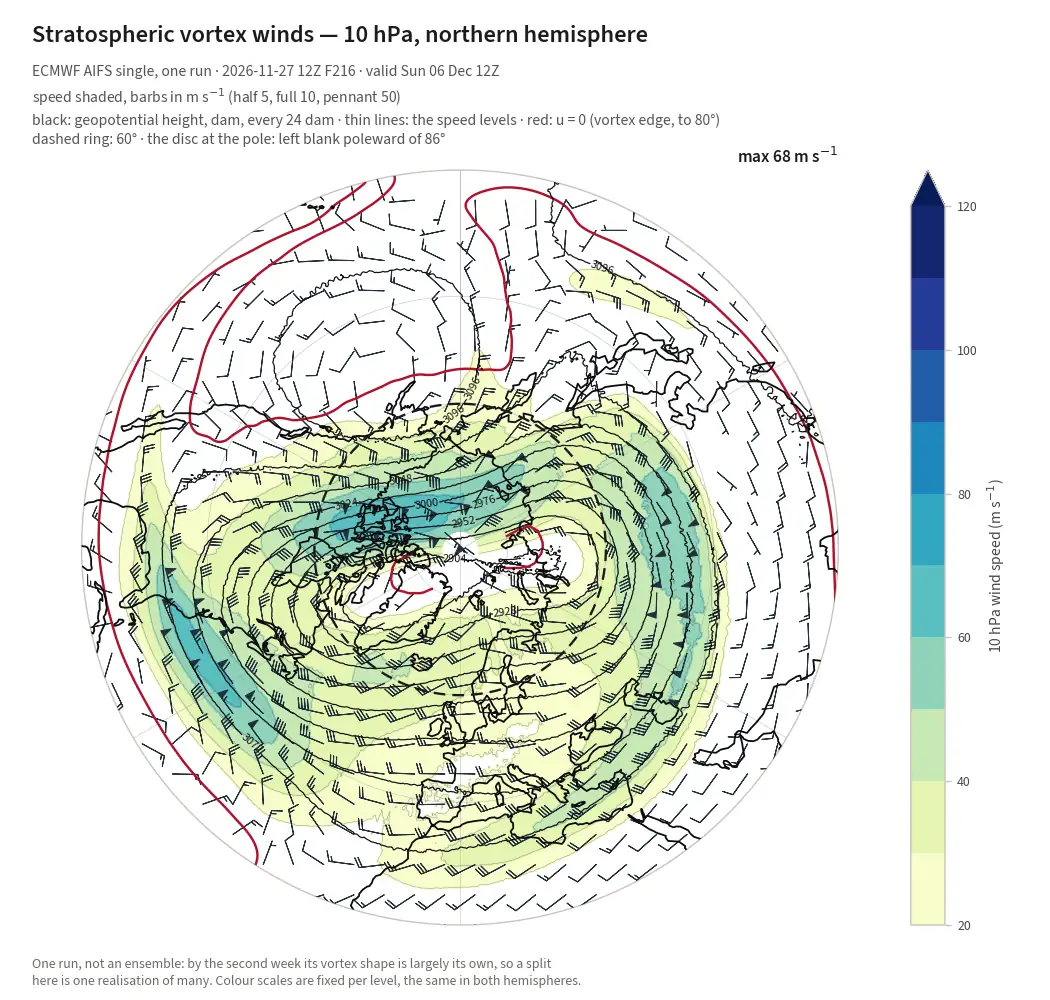 Stratospheric vortex winds — 10 hPa, northern hemisphere
ECMWF AIFS single, one run · 2026-11-27 12Z F216 · valid Sun 06 Dec 12Z
speed shaded, barbs in m s⁻¹ (half 5, full 10, pennant 50)
black: geopotential height, dam, every 24 dam · thin lines: the speed levels · red: u = 0 (vortex edge, to 80°)
dashed ring: 60° · the disc at the pole: left blank poleward of 86°
max 68 m s⁻¹
120
100
80
60
40
20
10 hPa wind speed (m s⁻¹)
3096
3096
3096
3024
3000
2976
2952
2904
2928
One run, not an ensemble: by the second week its vortex shape is largely its own, so a split
here is one realisation of many. Colour scales are fixed per level, the same in both hemispheres.